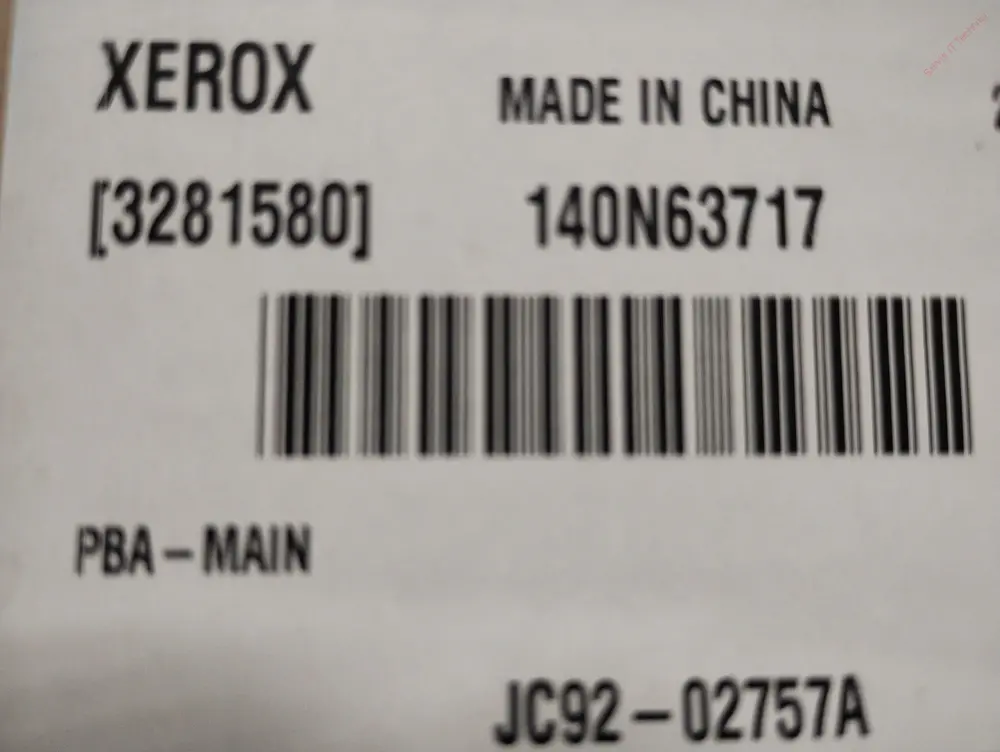 XEROX
MADE IN CHINA
[3281580]
140N63717
PBA-MAIN
JC92-02757A